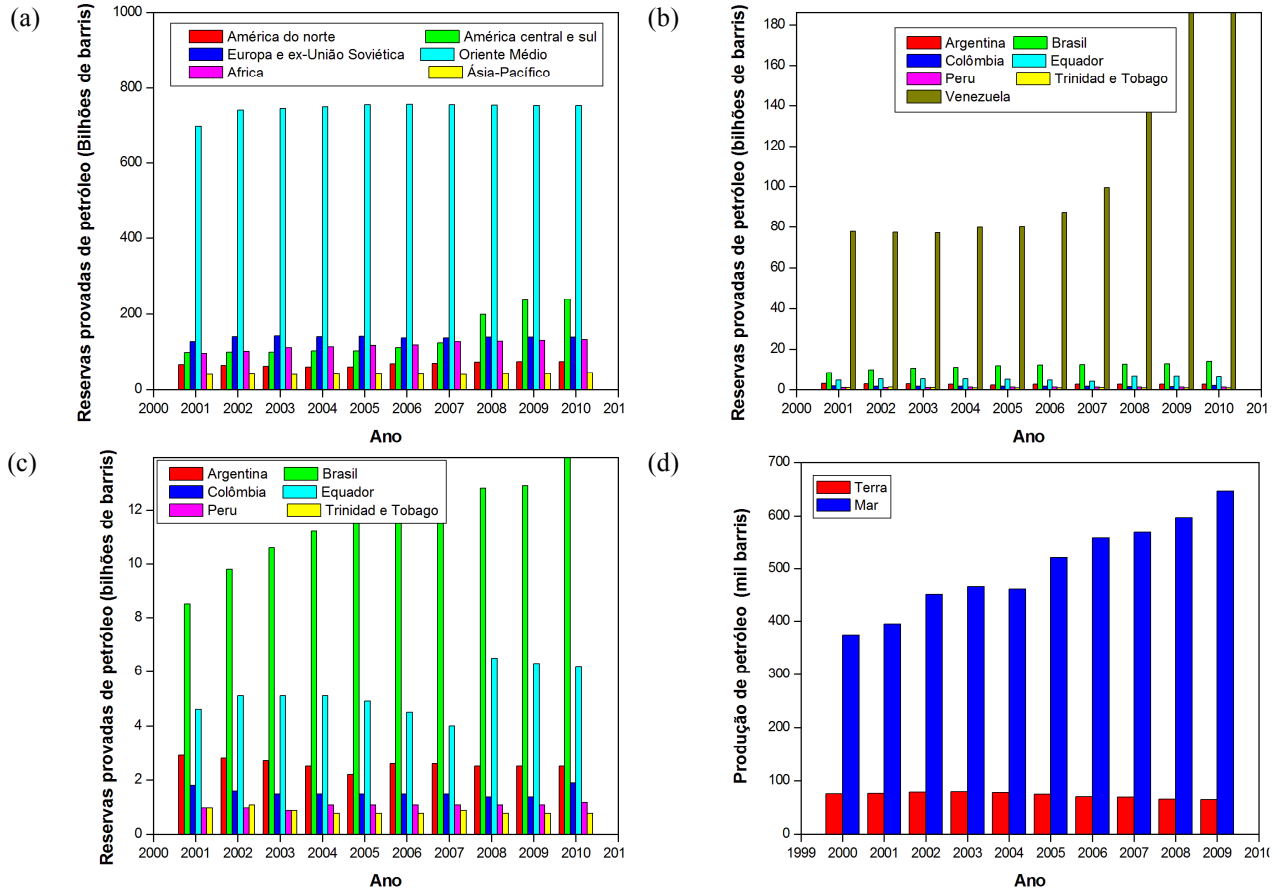 (a)
Reservas provadas de petróleo (Bilhões de barris)
1000
800
600
400
200
0
América do norte
América central e sul
Europa e ex-União Soviética
Oriente Médio
Africa
Ásia-Pacífico
2000 2001 2002 2003 2004 2005 2006 2007 2008 2009 2010 201
Ano
(b)
Reservas provadas de petróleo (bilhões de barris)
180
160
140
120
100
80
60
40
20
0
Argentina
Brasil
Colômbia
Equador
Peru
Trinidad e Tobago
Venezuela
2000 2001 2002 2003 2004 2005 2006 2007 2008 2009 2010 201
Ano
(c)
Reservas provadas de petróleo (bilhões de barris)
12
10
8
6
4
2
0
Argentina
Brasil
Colômbia
Equador
Peru
Trinidad e Tobago
2000 2001 2002 2003 2004 2005 2006 2007 2008 2009 2010 201
Ano
(d)
Produção de petróleo (mil barris)
700
600
500
400
300
200
100
0
Terra
Mar
1999 2000 2001 2002 2003 2004 2005 2006 2007 2008 2009 2010
Ano